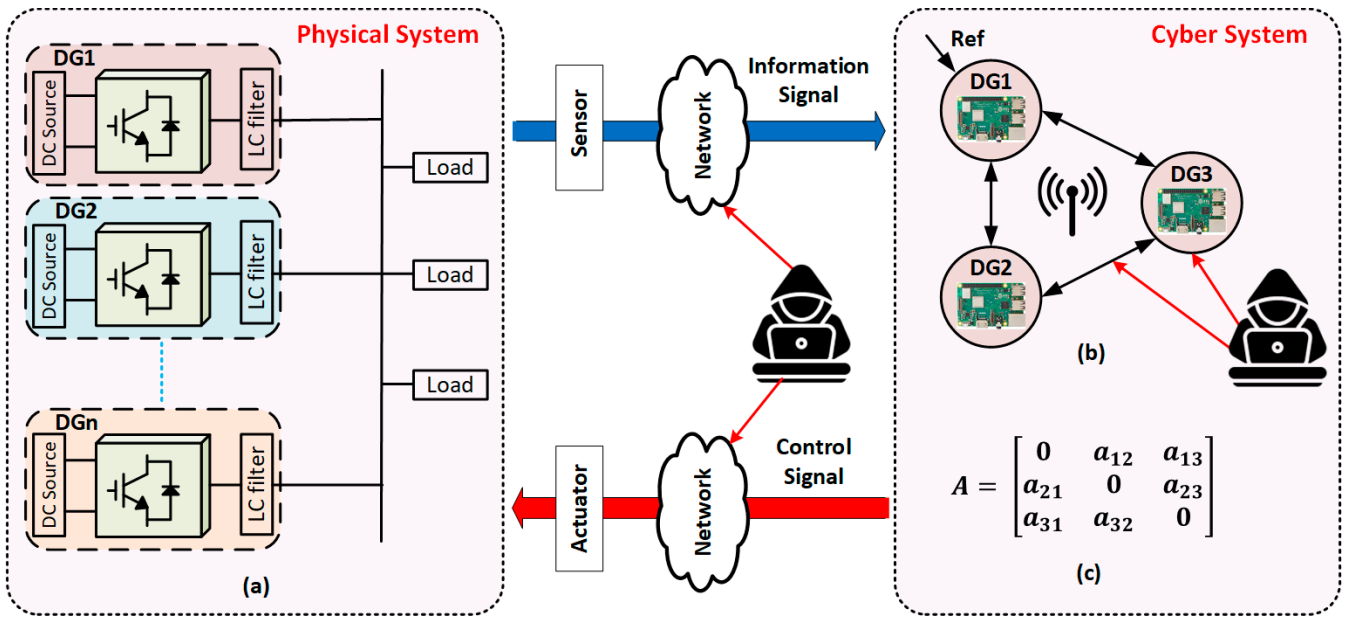 Physical System
DG1
DC Source
LC filter
Load
DG2
DC Source
LC filter
Load
Load
DGn
DC Source
LC filter
(a)
Sensor
Network
Information
Signal
Actuator
Network
Control
Signal
Cyber System
Ref
DG1
DG3
DG2
(b)
A = [ 0 a12 a13
a21 0 a23
a31 a32 0 ]
(c)